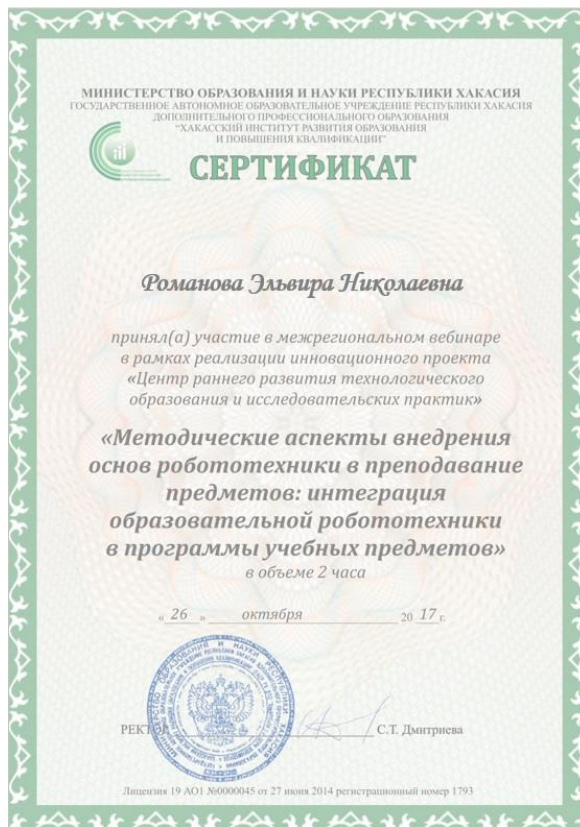 МИНИСТЕРСТВО ОБРАЗОВАНИЯ И НАУКИ РЕСПУБЛИКИ ХАКАСИЯ
ГОСУДАРСТВЕННОЕ АВТОНОМНОЕ ОБРАЗОВАТЕЛЬНОЕ УЧРЕЖДЕНИЕ РЕСПУБЛИКИ ХАКАСИЯ
ДОПОЛНИТЕЛЬНОГО ПРОФЕССИОНАЛЬНОГО ОБРАЗОВАНИЯ
"ХАКАССКИЙ ИНСТИТУТ РАЗВИТИЯ ОБРАЗОВАНИЯ
И ПОВЫШЕНИЯ КВАЛИФИКАЦИИ"
СЕРТИФИКАТ
Романова Эльвира Николаевна
принял(а) участие в межрегиональном вебинаре
в рамках реализации инновационного проекта
«Центр раннего развития технологического
образования и исследовательских практик»
«Методические аспекты внедрения
основ робототехники в преподавание
предметов: интеграция
образовательной робототехники
в программы учебных предметов»
в объеме 2 часа
« 26 » октября 20 17 г.
РЕКТОР С.Т. Дмитриева
Лицензия 19 АО1 №0000045 от 27 июня 2014 регистрационный номер 1793